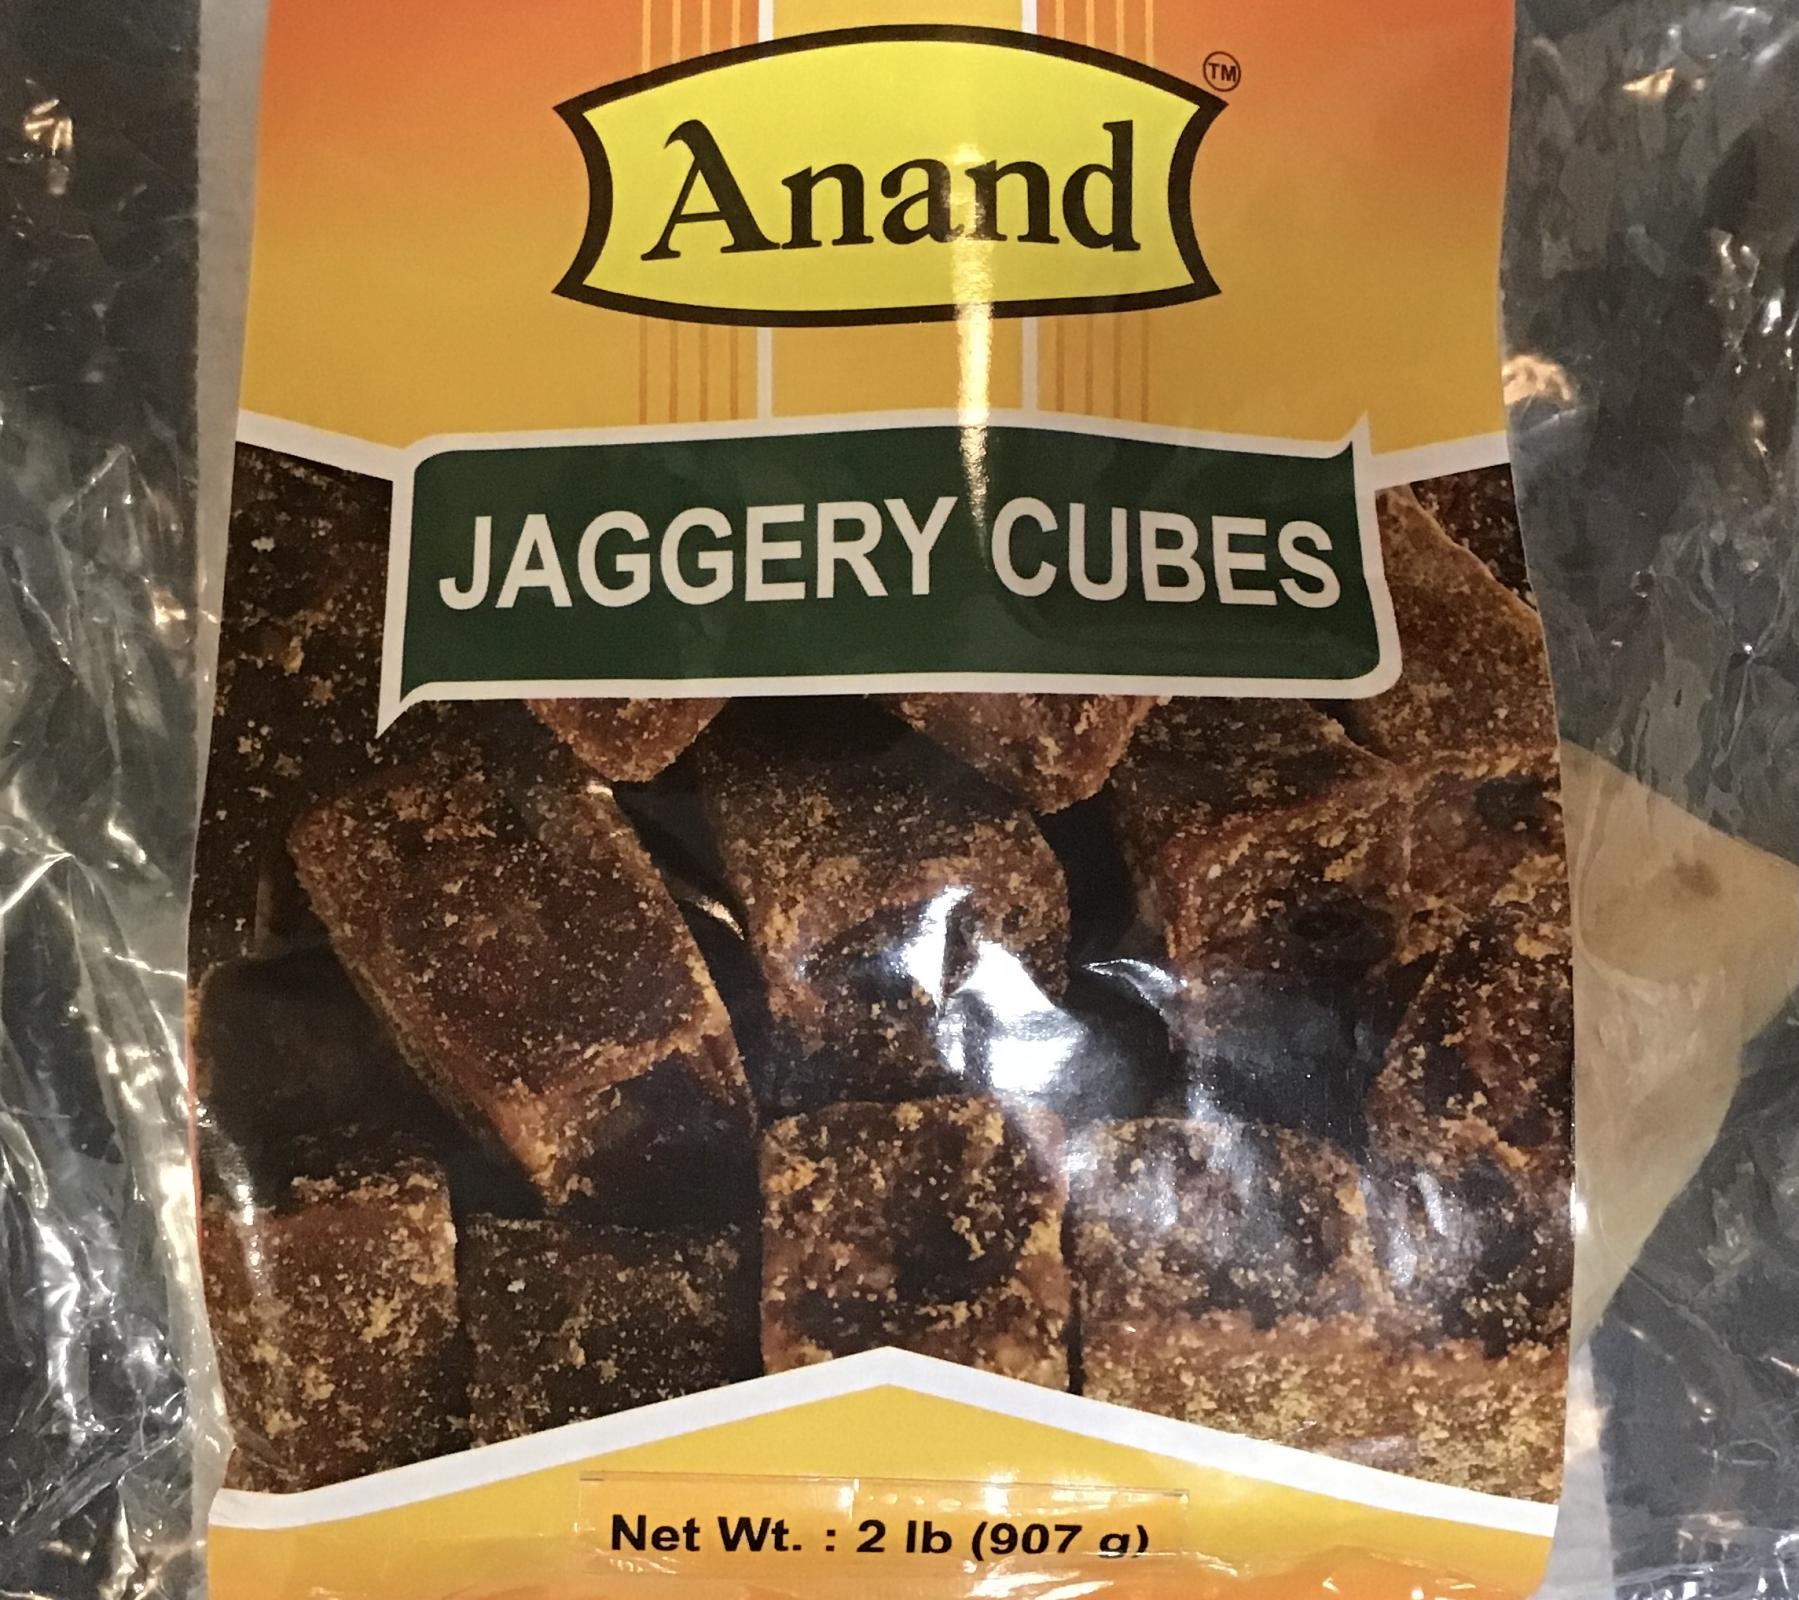 Anand
TM
JAGGERY CUBES
Net Wt. : 2 lb (907 g)